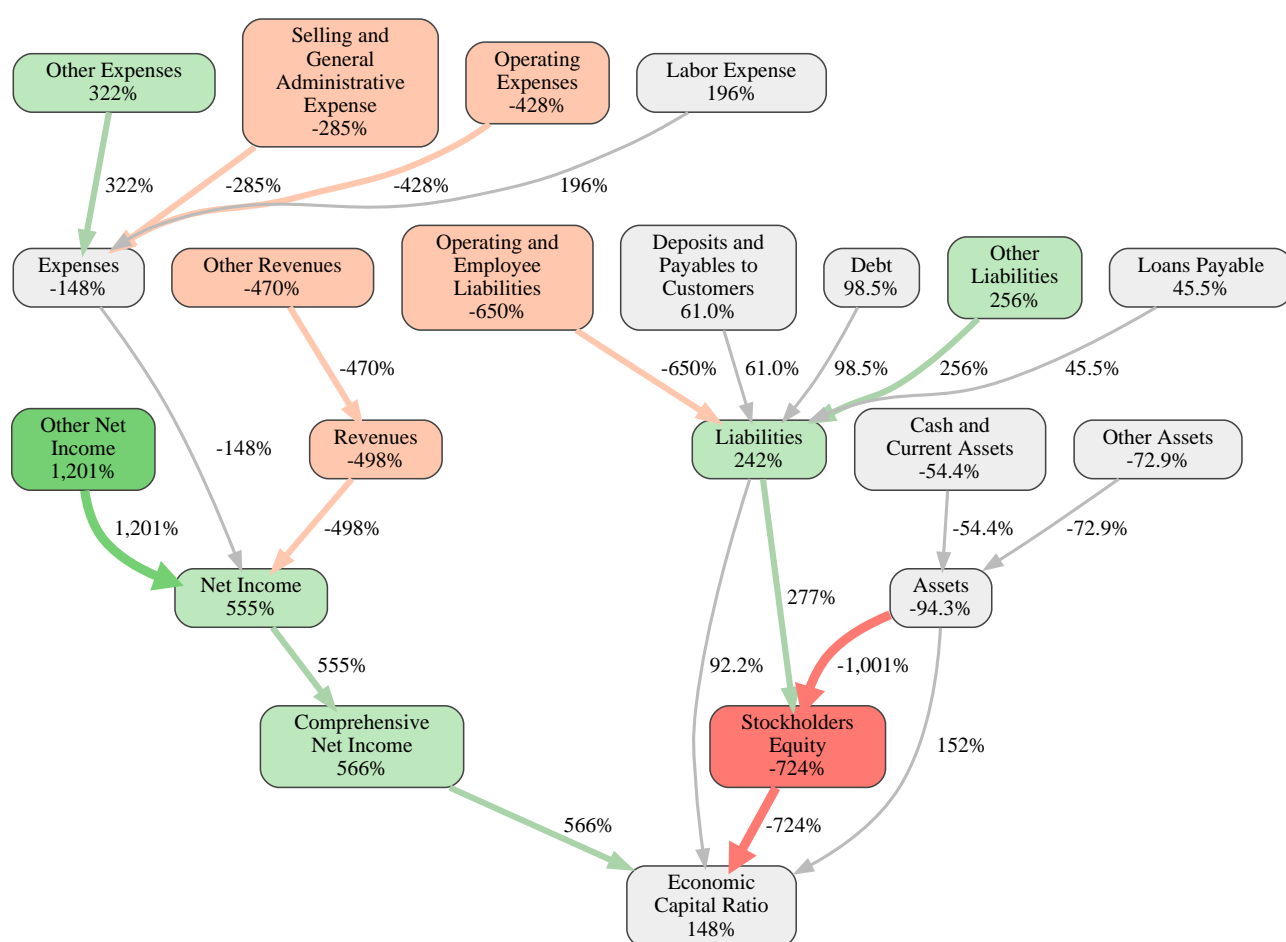 Other Expenses
322%
Selling and
General
Administrative
Expense
-285%
Operating
Expenses
-428%
Labor Expense
196%
322%
-285%
-428%
196%
Expenses
-148%
Other Revenues
-470%
Operating and
Employee
Liabilities
-650%
Deposits and
Payables to
Customers
61.0%
Debt
98.5%
Other
Liabilities
256%
Loans Payable
45.5%
-470%
-650%
61.0%
98.5%
256%
45.5%
Other Net
Income
1,201%
-148%
Revenues
-498%
Liabilities
242%
Cash and
Current Assets
-54.4%
Other Assets
-72.9%
1,201%
-498%
-54.4%
-72.9%
Net Income
555%
277%
Assets
-94.3%
555%
92.2%
-1,001%
Comprehensive
Net Income
566%
Stockholders
Equity
-724%
152%
566%
-724%
Economic
Capital Ratio
148%